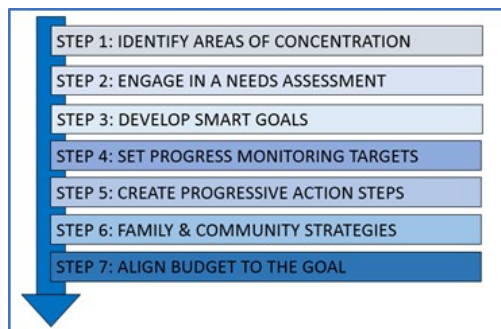 STEP 1: IDENTIFY AREAS OF CONCENTRATION
STEP 2: ENGAGE IN A NEEDS ASSESSMENT
STEP 3: DEVELOP SMART GOALS
STEP 4: SET PROGRESS MONITORING TARGETS
STEP 5: CREATE PROGRESSIVE ACTION STEPS
STEP 6: FAMILY & COMMUNITY STRATEGIES
STEP 7: ALIGN BUDGET TO THE GOAL